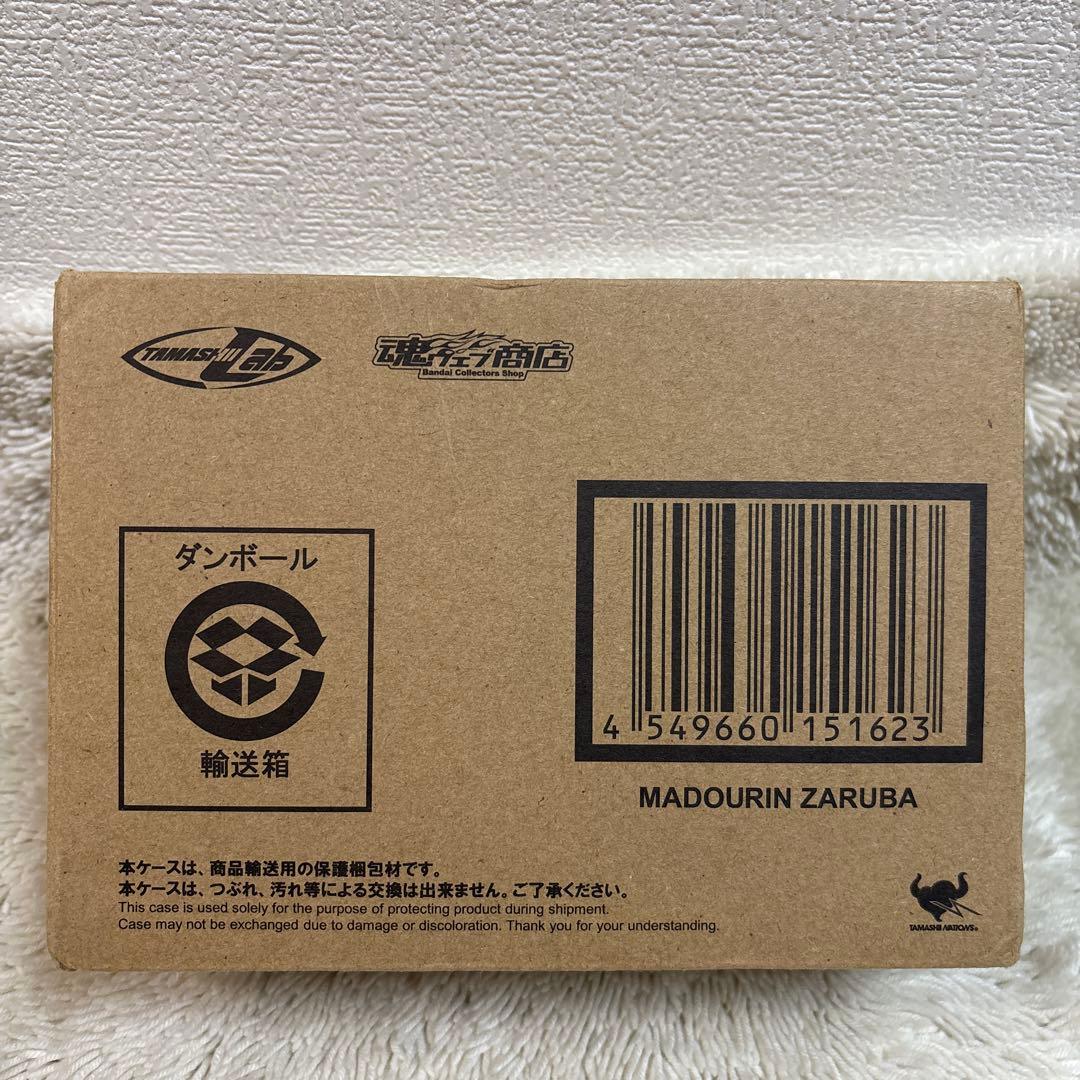 TAMASHII Lab
魂ウェブ商店
Bandai Collectors Shop
ダンボール
輸送箱
4 549660 151623
MADOURIN ZARUBA
本ケースは、商品輸送用の保護梱包材です。
本ケースは、つぶれ、汚れ等による交換は出来ません。ご了承ください。
This case is used solely for the purpose of protecting product during shipment.
Case may not be exchanged due to damage or discoloration. Thank you for your understanding.
TAMASHII NATIONS®